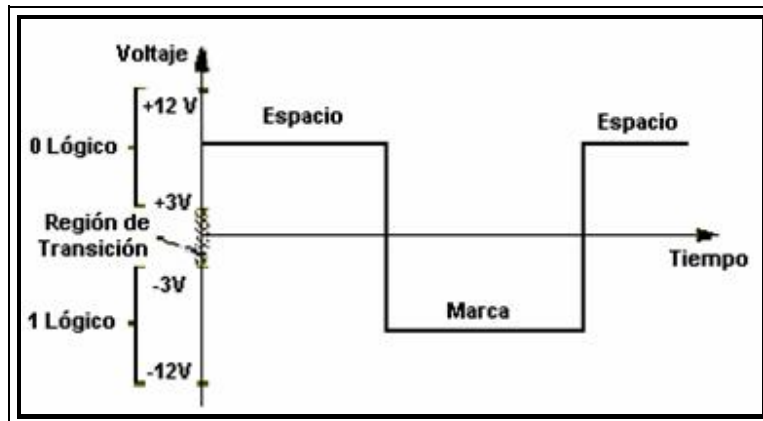 Voltaje
+12 V
Espacio
Espacio
0 Lógico
+3V
Región de
Transición
Tiempo
-3V
1 Lógico
Marca
-12V